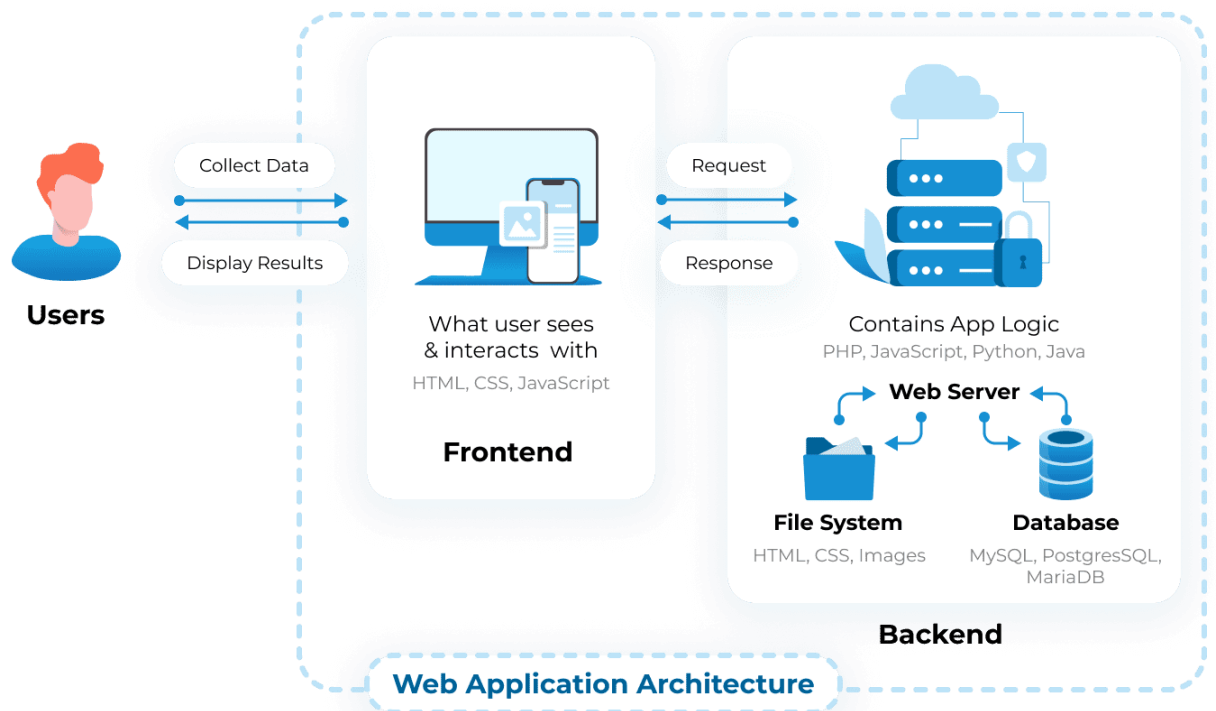 Collect Data
Display Results
Users
What user sees
& interacts with
HTML, CSS, JavaScript
Frontend
Request
Response
Contains App Logic
PHP, JavaScript, Python, Java
Web Server
File System
HTML, CSS, Images
Database
MySQL, PostgresSQL,
MariaDB
Backend
Web Application Architecture